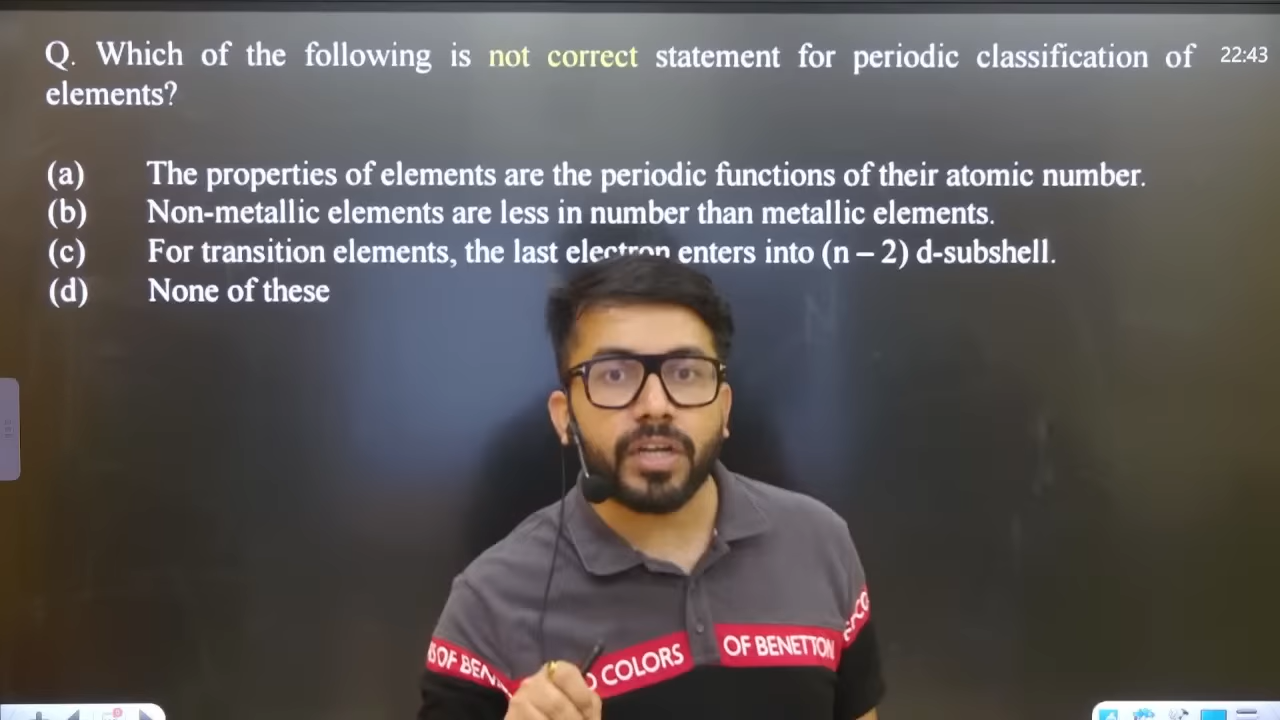 Q. Which of the following is not correct statement for periodic classification of
elements?
22:43
(a) The properties of elements are the periodic functions of their atomic number.
(b) Non-metallic elements are less in number than metallic elements.
(c) For transition elements, the last electron enters into (n – 2) d-subshell.
(d) None of these
OF BENETTON
COLORS